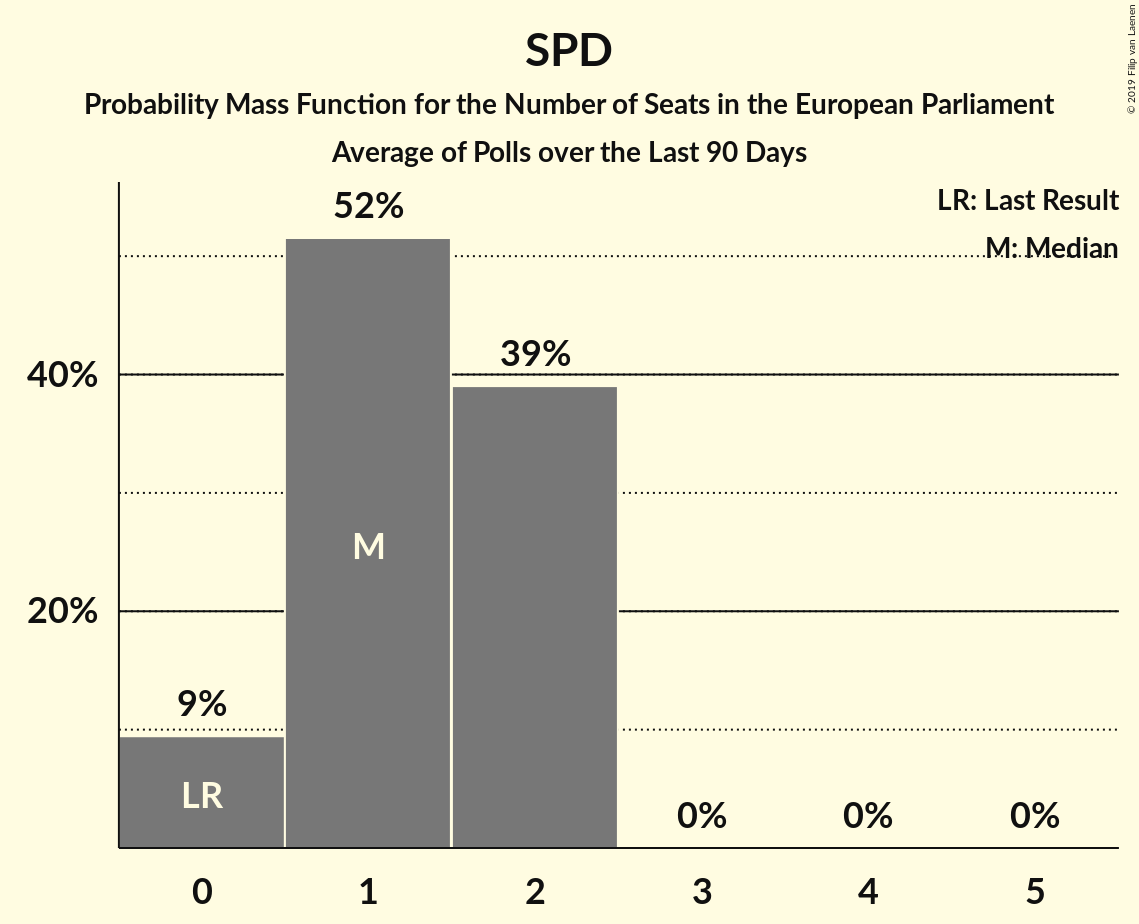 SPD
Probability Mass Function for the Number of Seats in the European Parliament
Average of Polls over the Last 90 Days
© 2019 Filip van Laenen
LR: Last Result
M: Median
52%
39%
40%
M
20%
9%
LR
0% 0% 0%
0 1 2 3 4 5